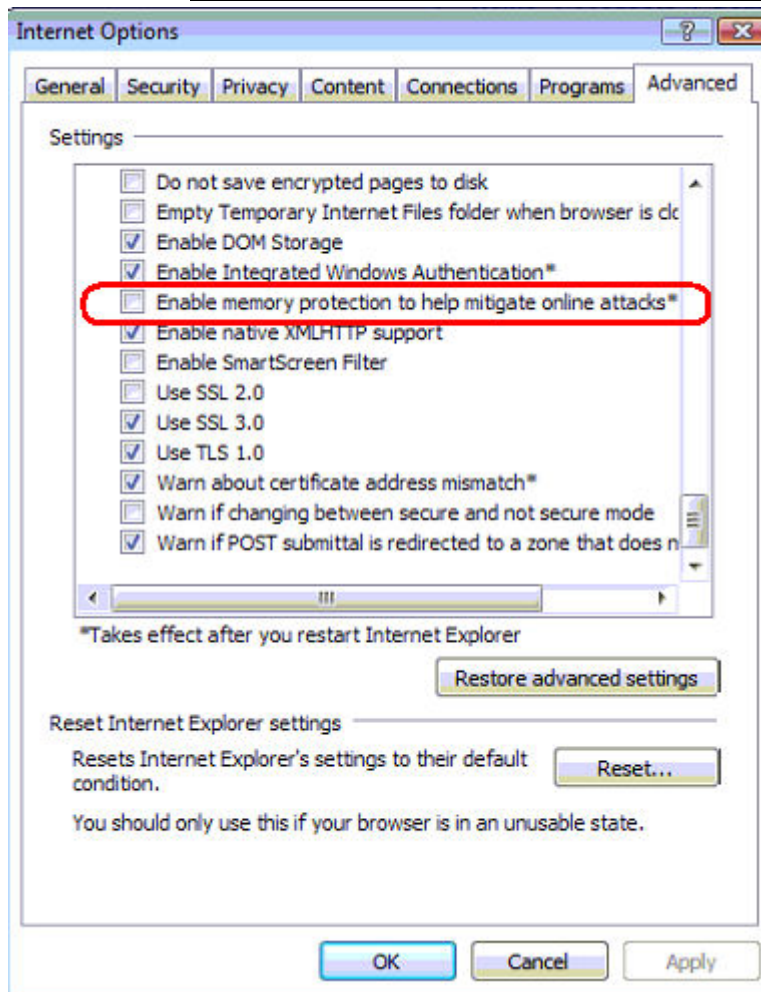 Internet Options
General Security Privacy Content Connections Programs Advanced
Settings
Do not save encrypted pages to disk
Empty Temporary Internet Files folder when browser is clc
Enable DOM Storage
Enable Integrated Windows Authentication*
Enable memory protection to help mitigate online attacks*
Enable native XMLHTTP support
Enable SmartScreen Filter
Use SSL 2.0
Use SSL 3.0
Use TLS 1.0
Warn about certificate address mismatch*
Warn if changing between secure and not secure mode
Warn if POST submittal is redirected to a zone that does n
*Takes effect after you restart Internet Explorer
Restore advanced settings
Reset Internet Explorer settings
Resets Internet Explorer's settings to their default
condition.
Reset...
You should only use this if your browser is in an unusable state.
OK Cancel Apply